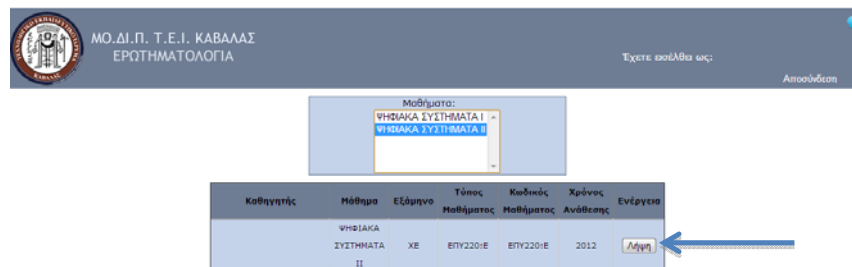 ΜΟ.ΔΙ.Π. Τ.Ε.Ι. ΚΑΒΑΛΑΣ
ΕΡΩΤΗΜΑΤΟΛΟΓΙΑ
Έχετε εισέλθει ως:
Αποσύνδεση
Μαθήματα:
ΨΗΦΙΑΚΑ ΣΥΣΤΗΜΑΤΑ Ι
ΨΗΦΙΑΚΑ ΣΥΣΤΗΜΑΤΑ ΙΙ
Καθηγητής Μάθημα Εξάμηνο Τύπος Μαθήματος Κωδικός Μαθήματος Χρόνος Ανάθεσης Ενέργεια
ΨΗΦΙΑΚΑ
ΣΥΣΤΗΜΑΤΑ ΧΕ ΕΠΥ220:Ε ΕΠΥ220:Ε 2012 Λήψη
ΙΙ